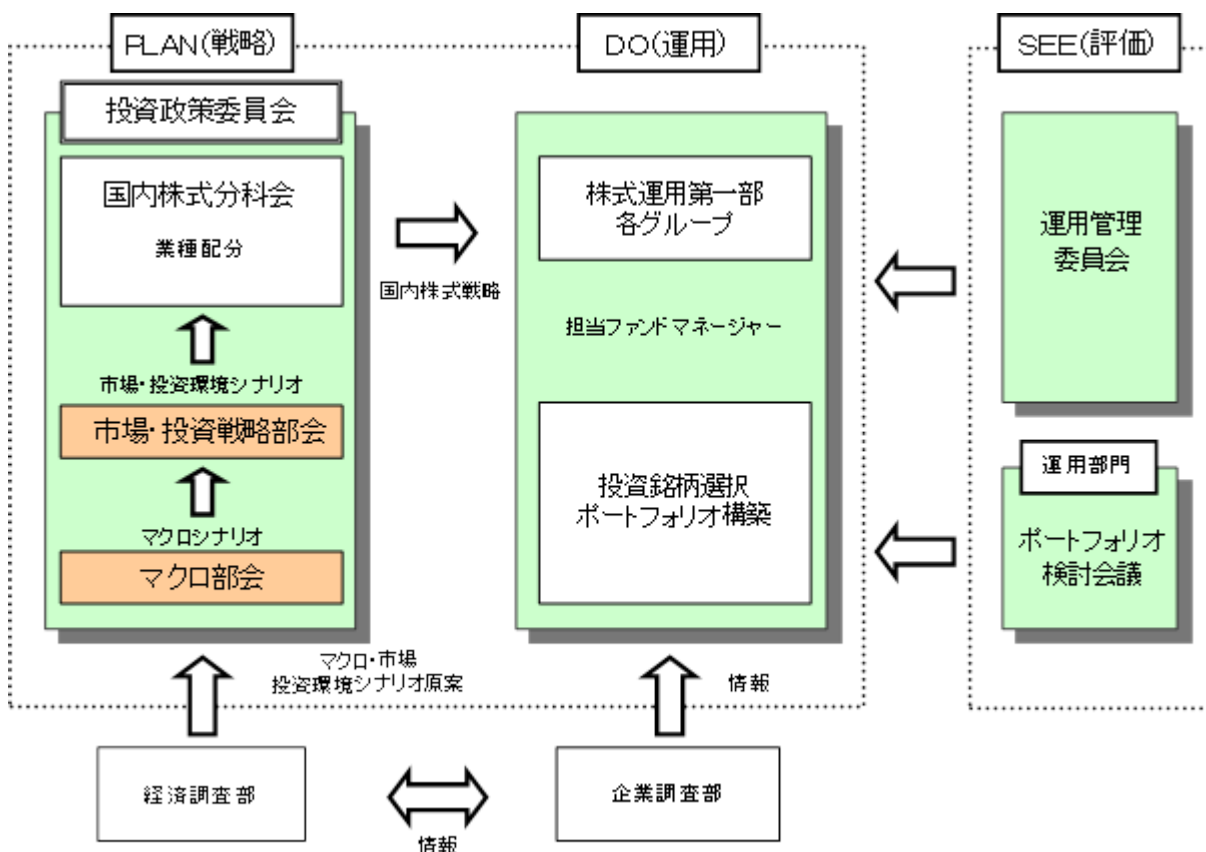 PLAN(戦略)
投資政策委員会
国内株式分科会
業種配分
市場・投資環境シナリオ
市場・投資戦略部会
マクロシナリオ
マクロ部会
国内株式戦略
DO(運用)
株式運用第一部
各グループ
担当ファンドマネージャー
投資銘柄選択
ポートフォリオ構築
SEE(評価)
運用管理
委員会
運用部門
ポートフォリオ
検討会議
マクロ・市場
投資環境シナリオ原案
情報
経済調査部
情報
企業調査部